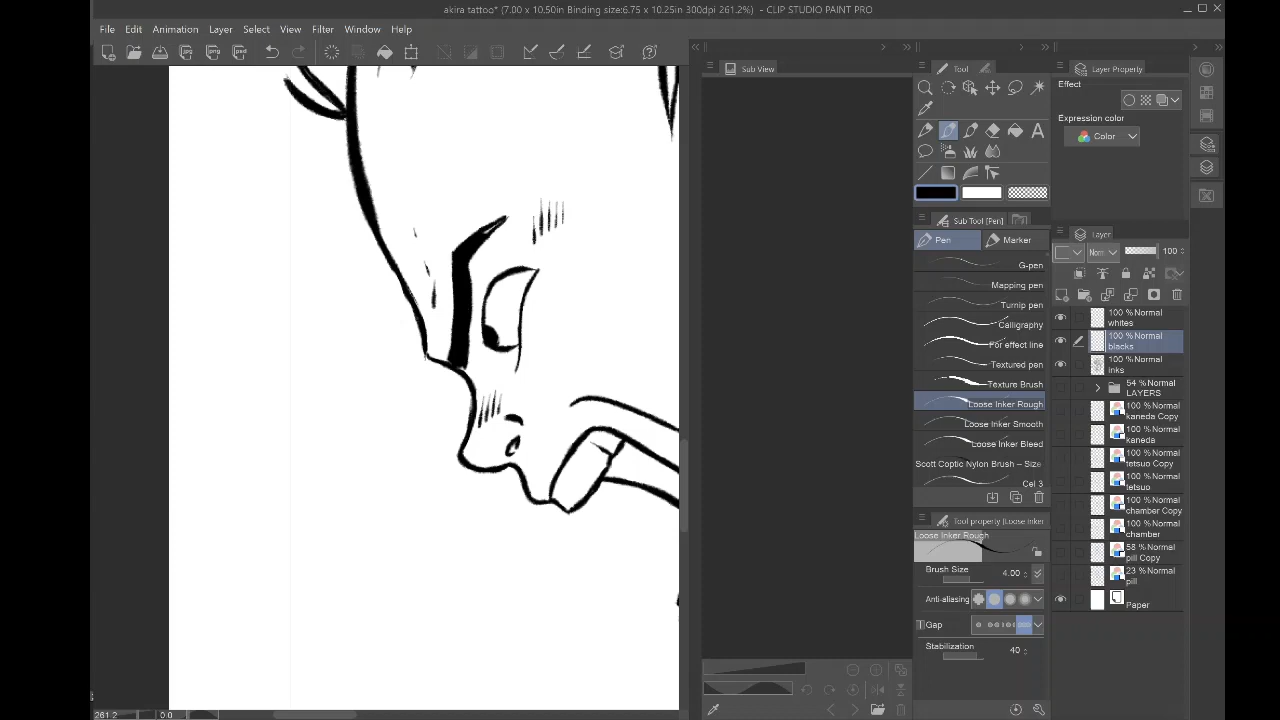 akira tattoo* (7.00 x 10.50in Binding size:6.75 x 10.25in 300dpi 261.2%) - CLIP STUDIO PAINT PRO
File Edit Animation Layer Select View Filter Window Help
Sub View
Tool
Layer Property
Effect
Expression color
Color
Sub Tool [Pen]
Pen
Marker
Layer
Norn
100
G-pen
Mapping pen
Turnip pen
Calligraphy
For effect line
Textured pen
Texture Brush
Loose Inker Rough
Loose Inker Smooth
Loose Inker Bleed
Scott Coptic Nylon Brush – Size
Cel 3
100 %Normal
whites
100 %Normal
blacks
100 %Normal
inks
54 %Normal
LAYERS
100 %Normal
kaneda Copy
100 %Normal
kaneda
100 %Normal
tetsuo Copy
100 %Normal
tetsuo
100 %Normal
chamber Copy
100 %Normal
chamber
58 %Normal
pill Copy
23 %Normal
pill
Paper
Tool property [Loose Inker
Loose Inker Rough
Brush Size
4.00
Anti-aliasing
Gap
Stabilization
40
261.2
0.0